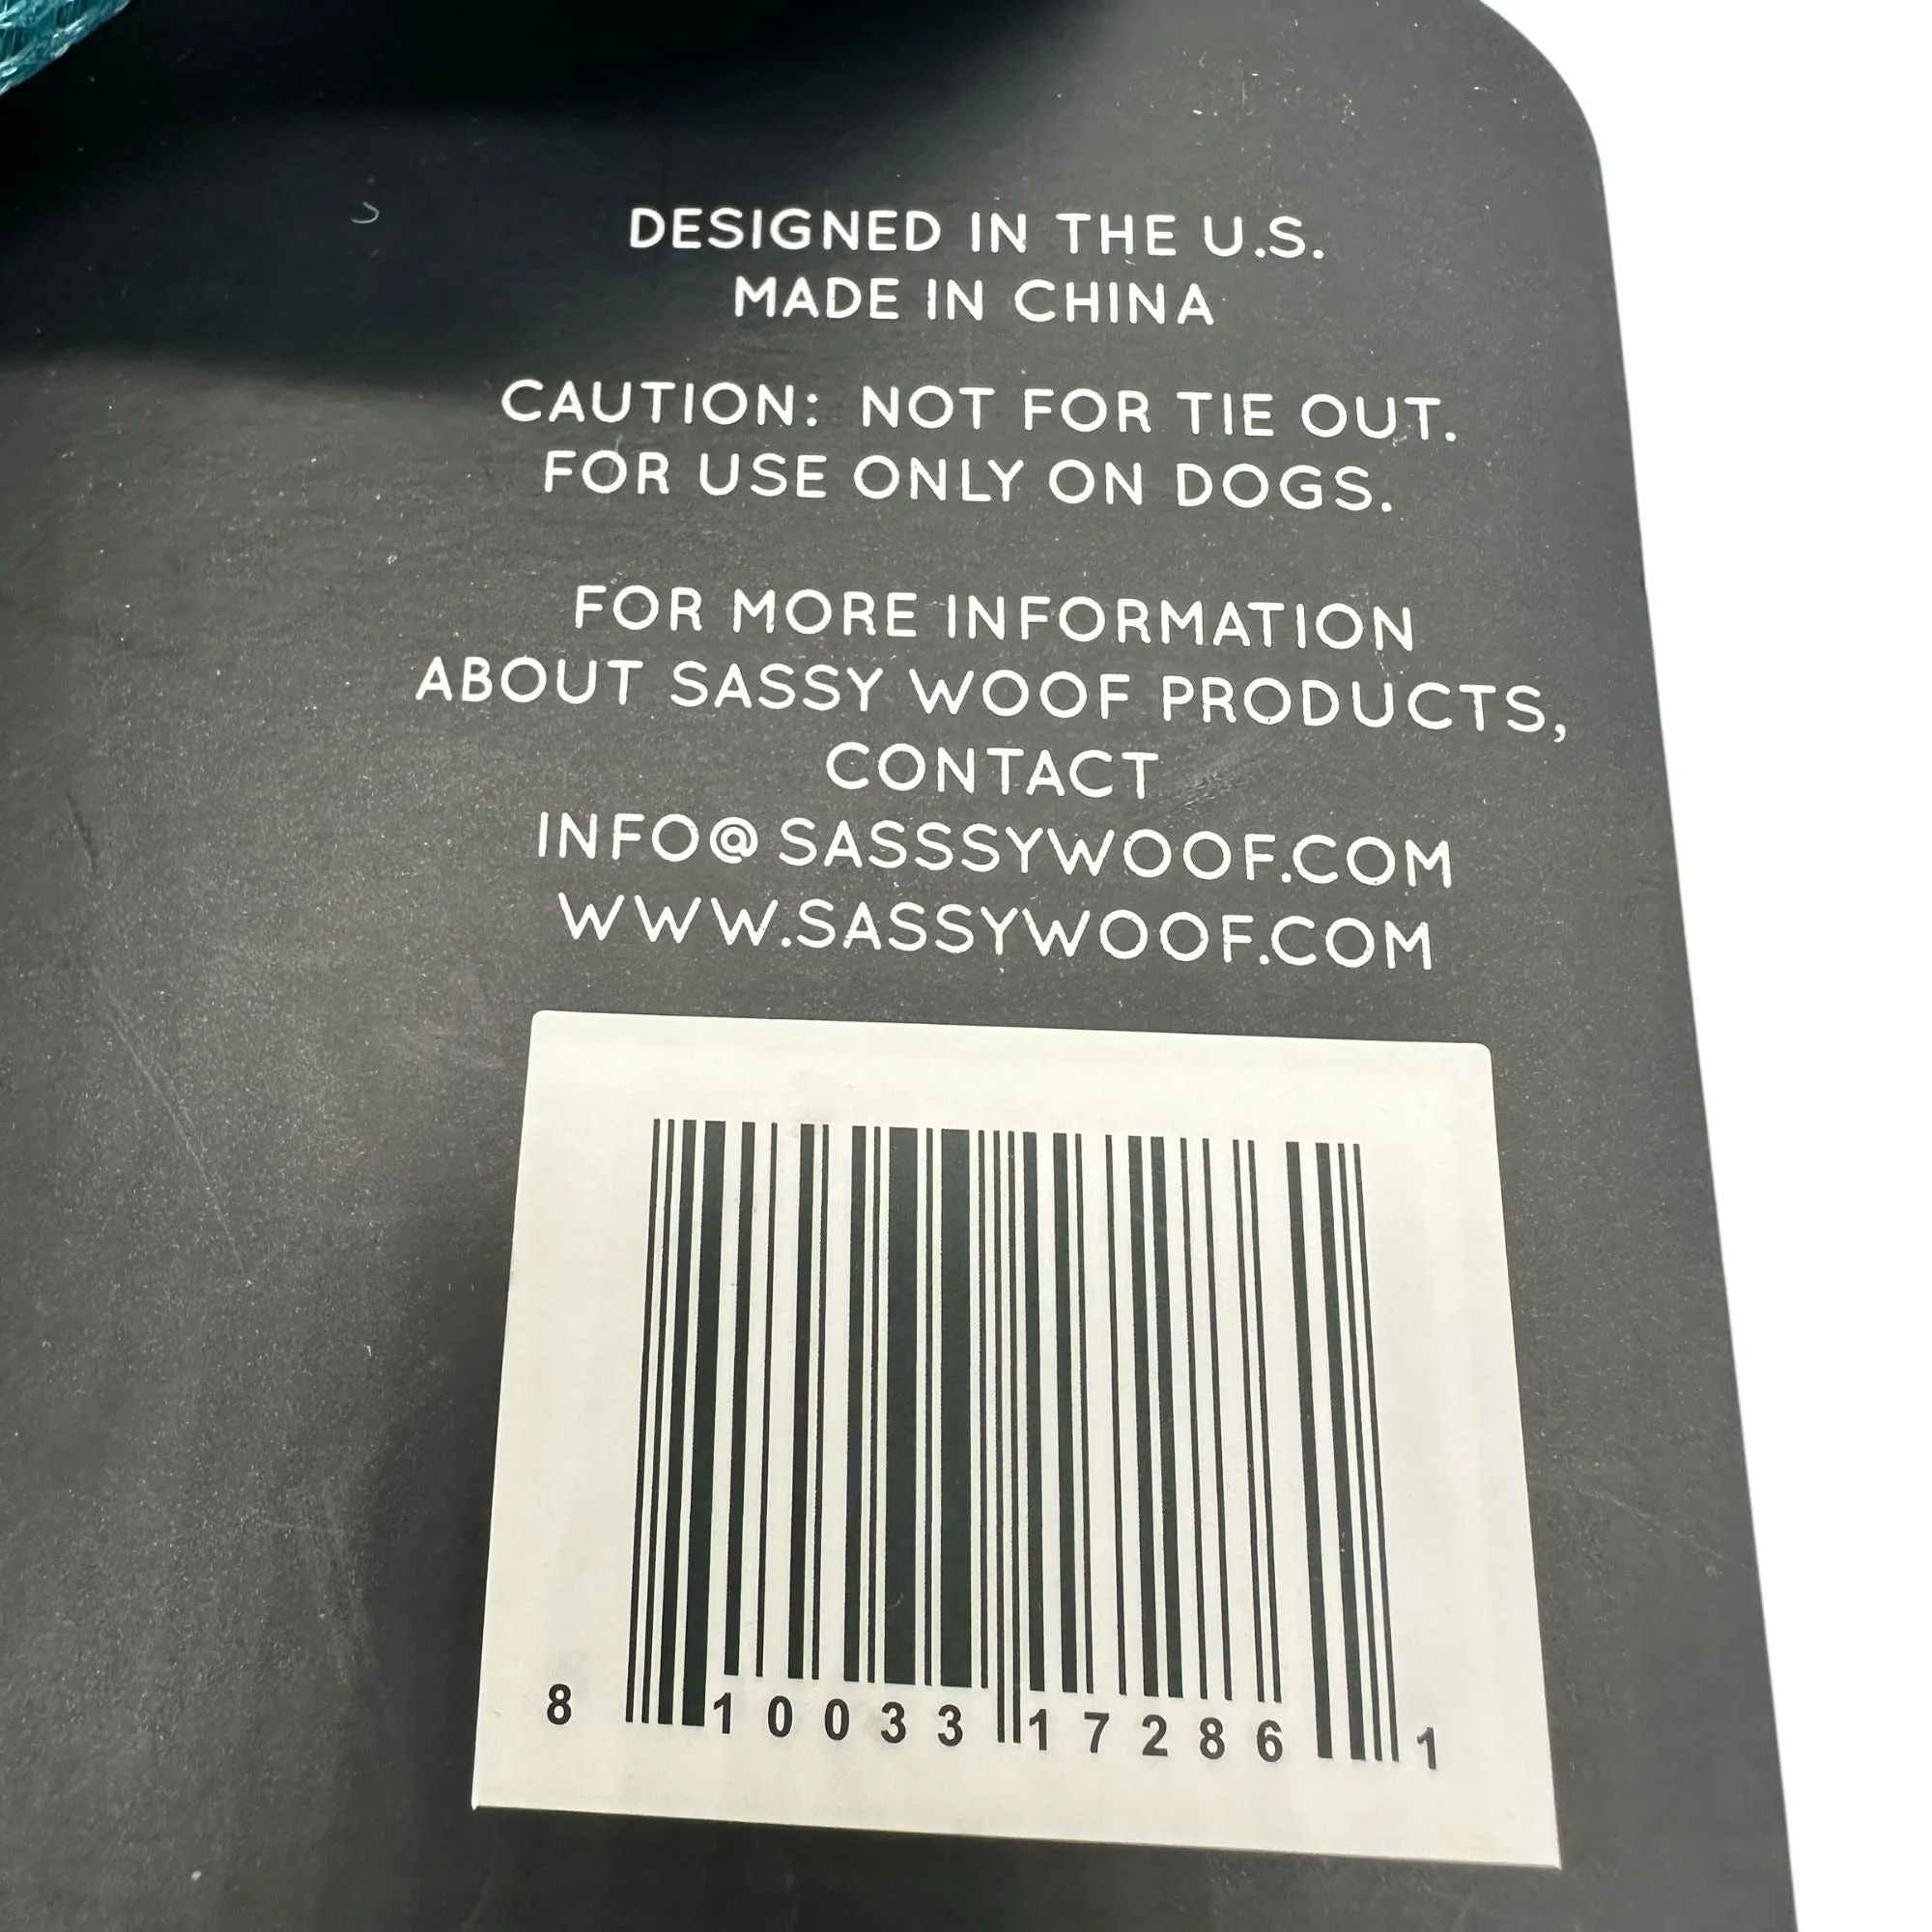 DESIGNED IN THE U.S.
MADE IN CHINA
CAUTION: NOT FOR TIE OUT.
FOR USE ONLY ON DOGS.
FOR MORE INFORMATION
ABOUT SASSY WOOF PRODUCTS,
CONTACT
INFO@SASSSYWOOF.COM
WWW.SASSYWOOF.COM
8 10033 17286 1